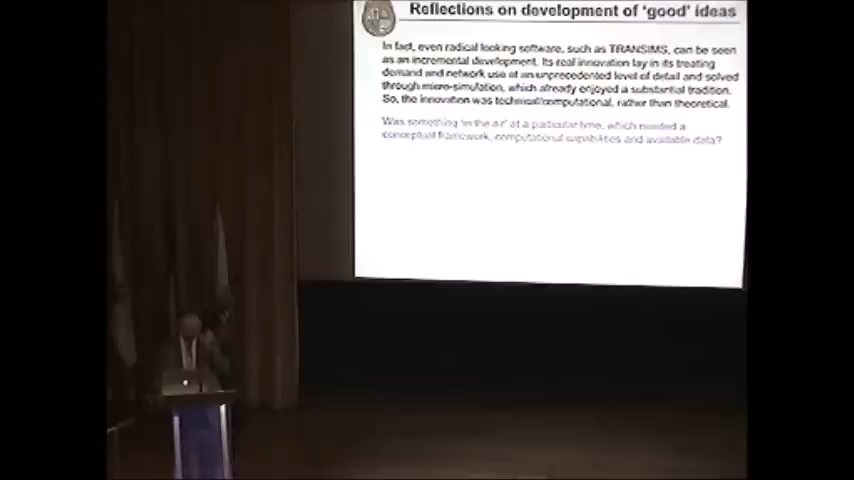 Reflections on development of 'good' ideas
In fact, even radical looking software, such as TRANSIMS, can be seen
as an incremental development. Its real innovation lay in its treating
demand and network use at an unprecedented level of detail and solved
through micro-simulation, which already enjoyed a substantial tradition.
So, the innovation was technical/computational, rather than theoretical.
Was something 'in the air' at a particular time, which needed a
conceptual framework, computational capabilities and available data?